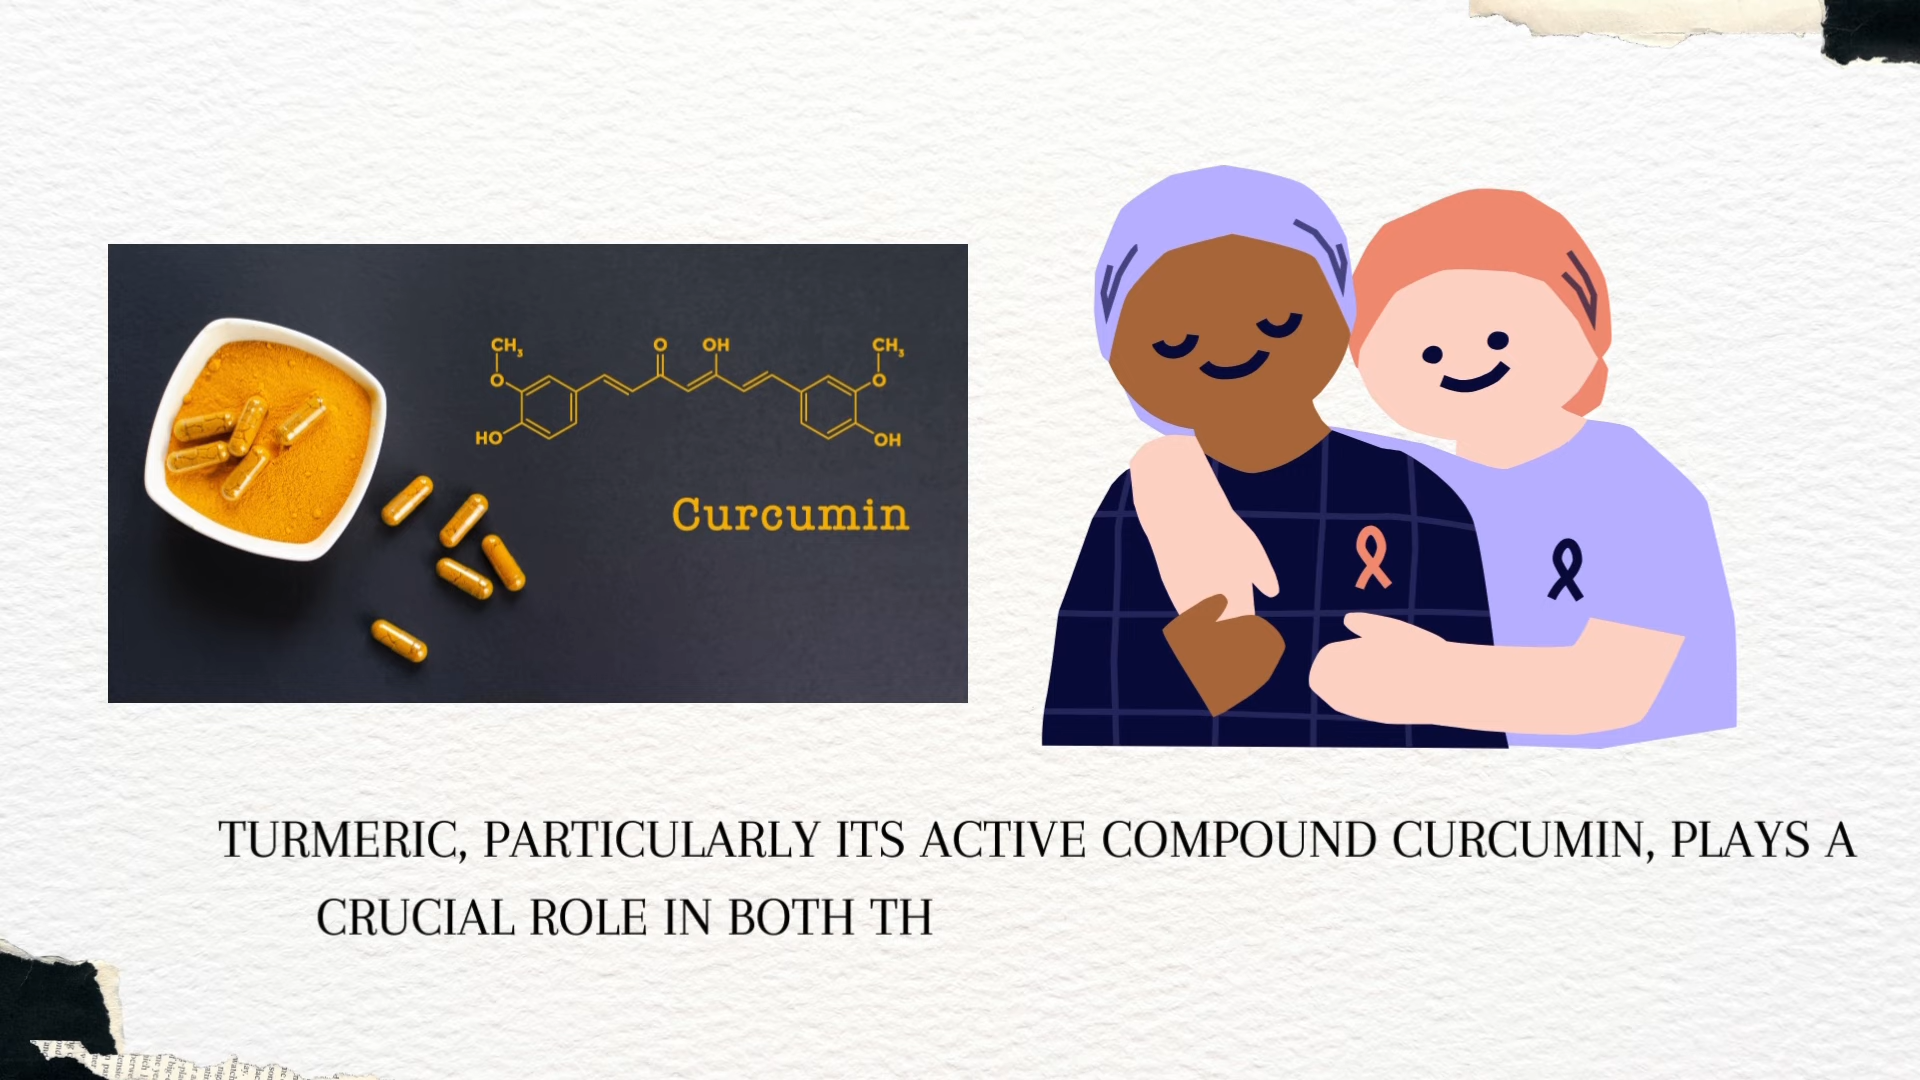 CH3
O
OH
CH3
O
O
HO
OH
Curcumin
TURMERIC, PARTICULARLY ITS ACTIVE COMPOUND CURCUMIN, PLAYS A
CRUCIAL ROLE IN BOTH TH